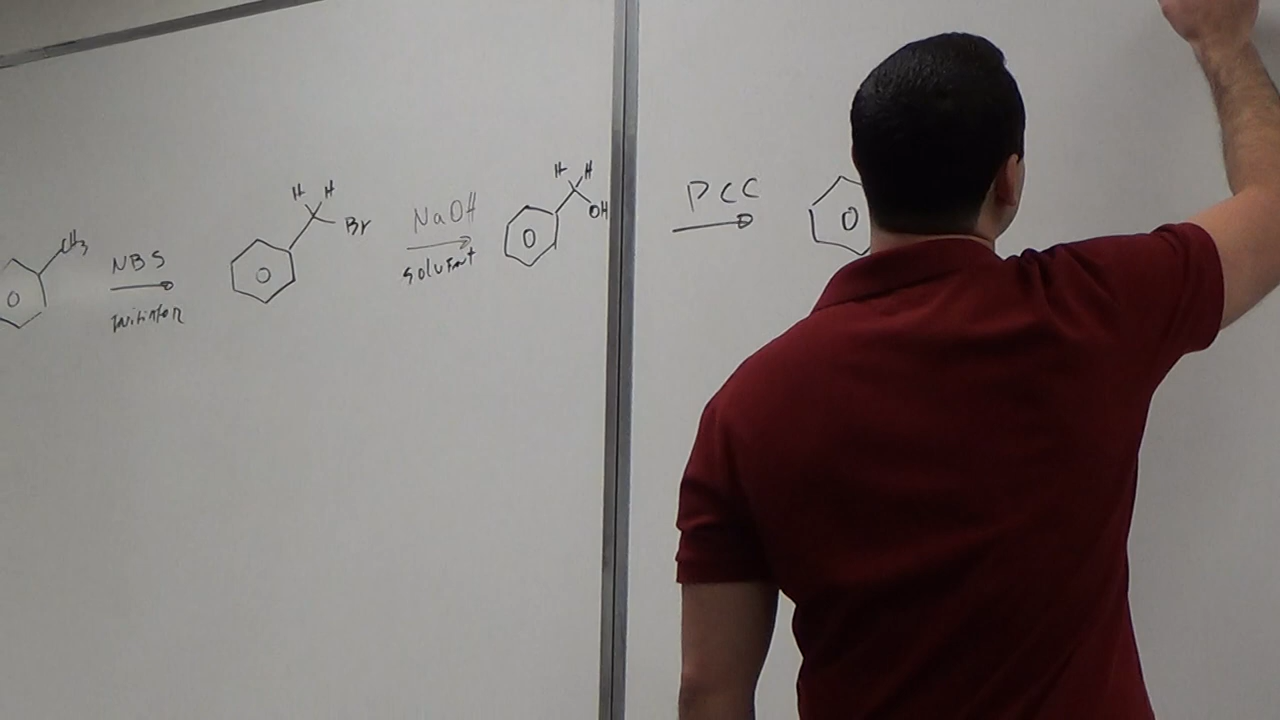 CH3
NBS
Initiator
H H
Br
NaOH
solvent
H H
OH
PCC